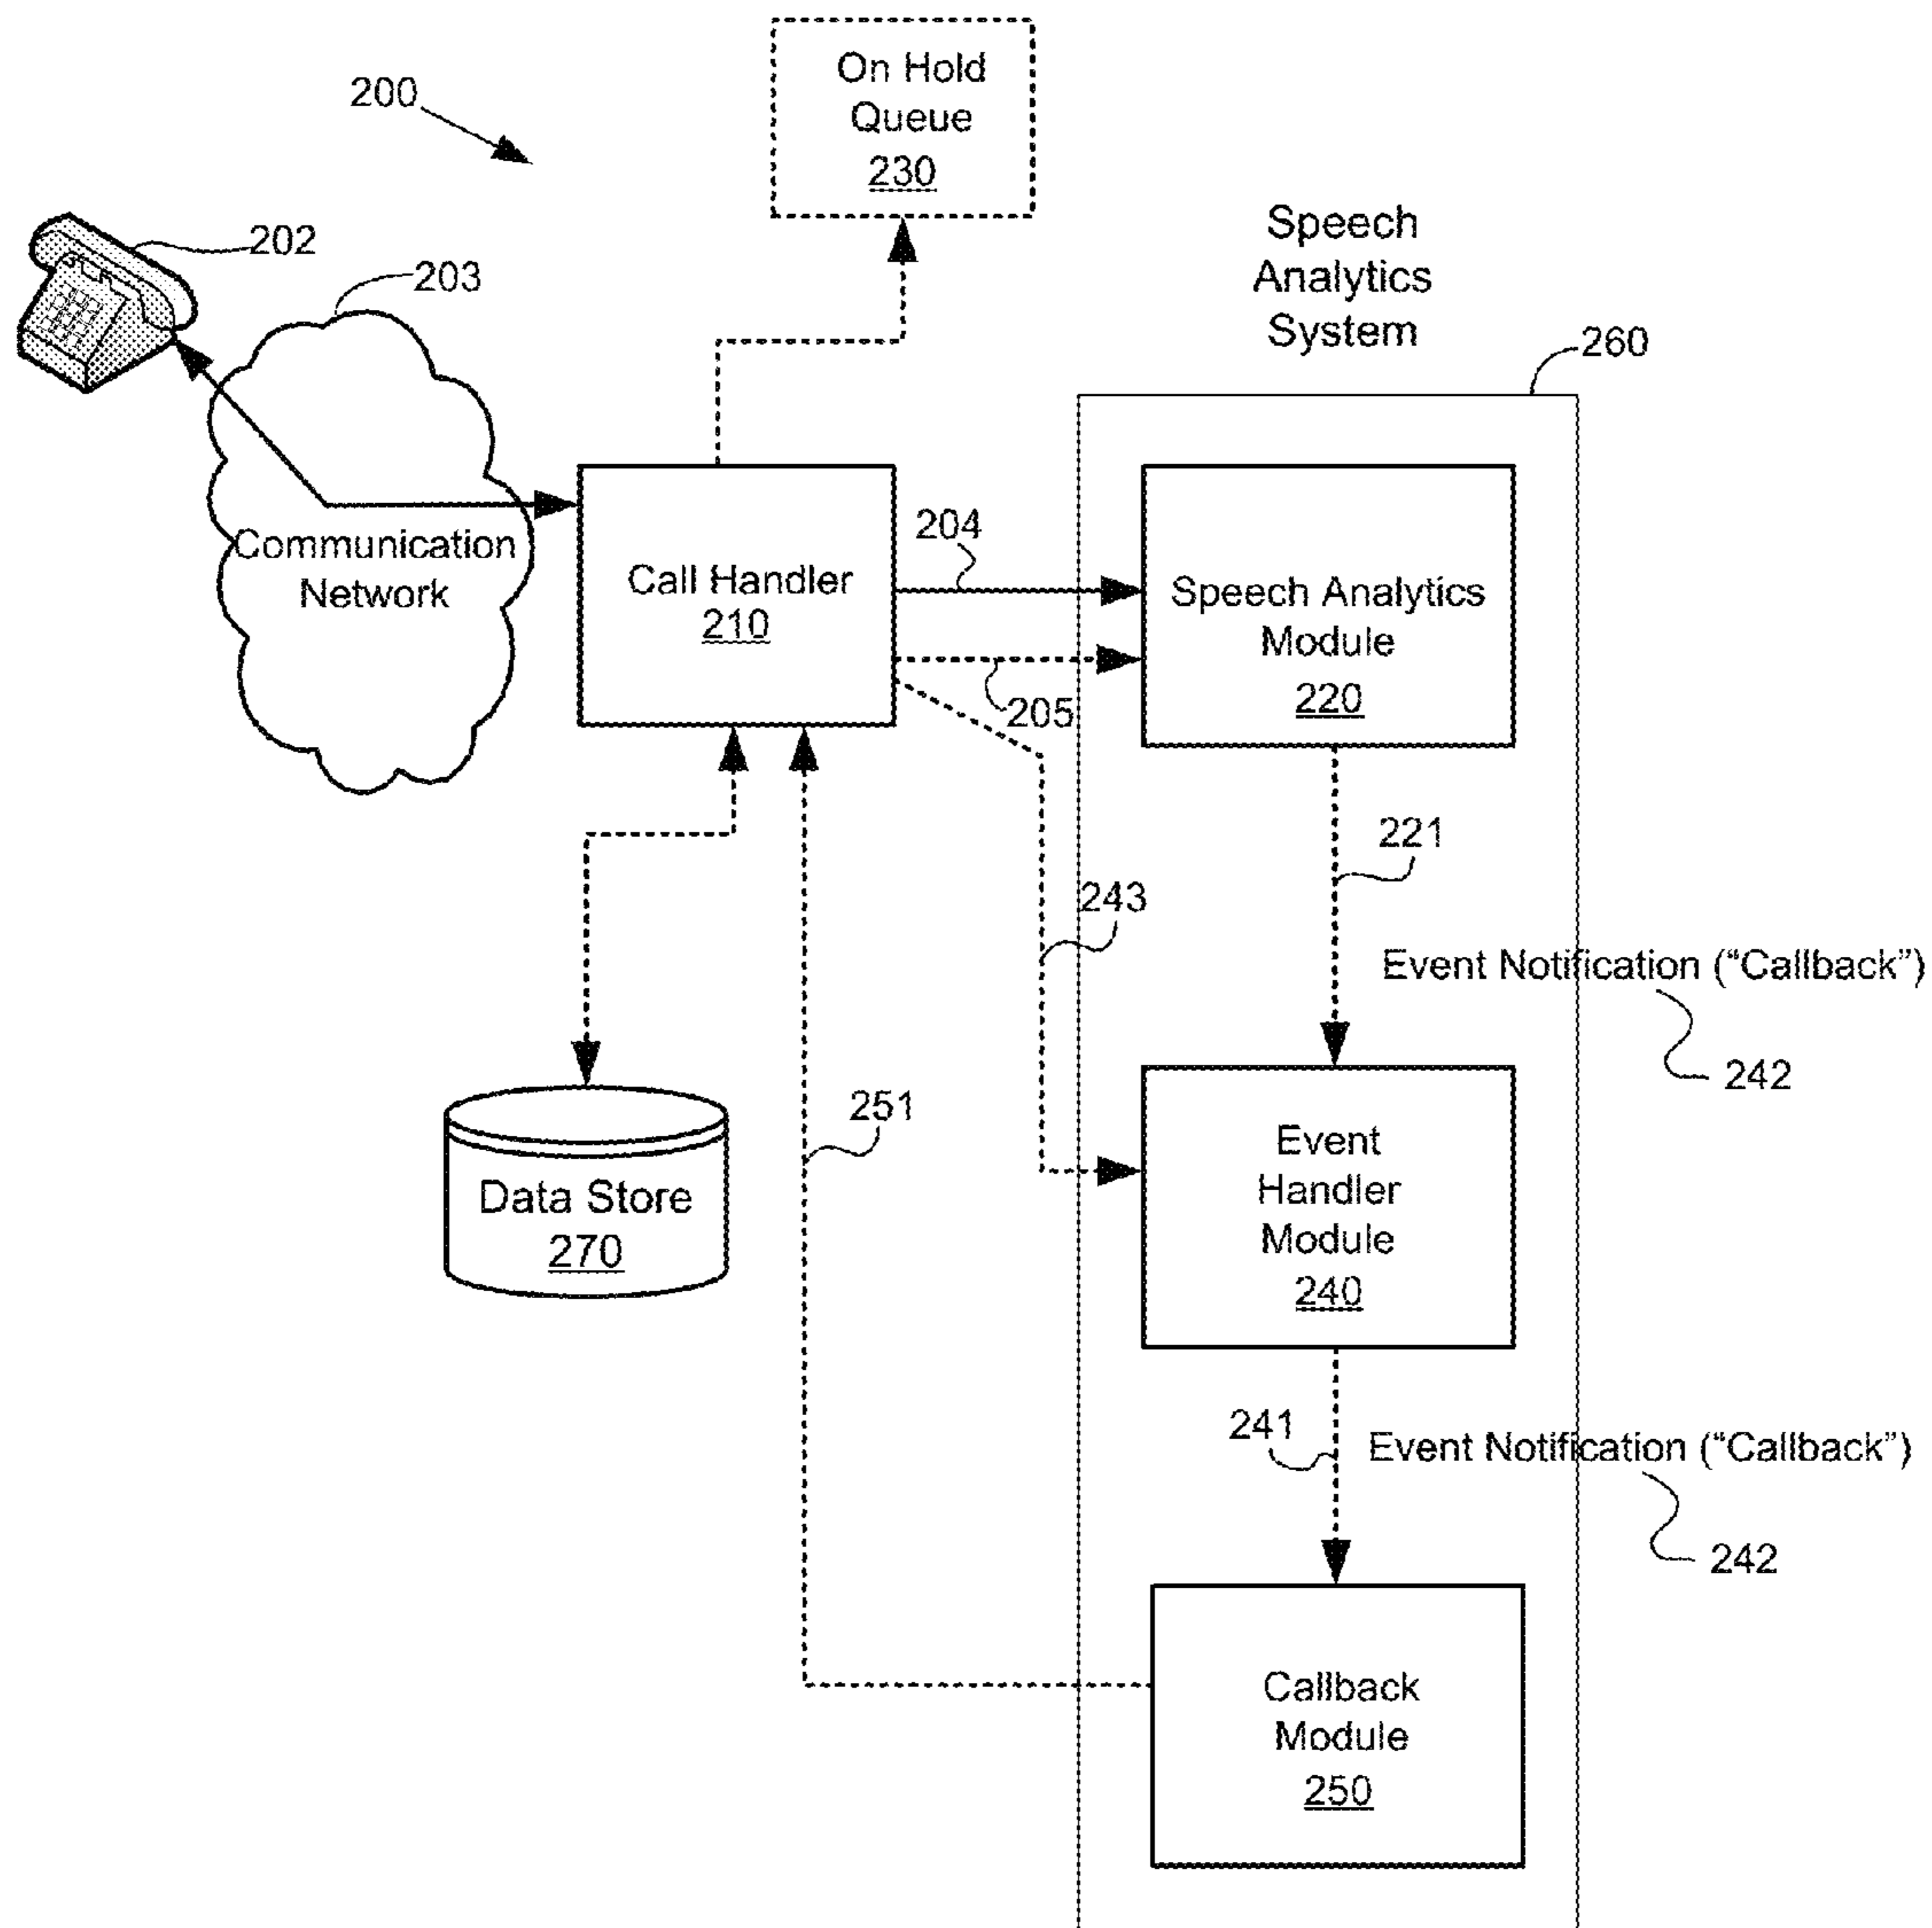 On Hold
Queue
230
200
202
203
Speech
Analytics
System
260
Communication
Network
Call Handler
210
204
205
Speech Analytics
Module
220
221
243
Event Notification ("Callback")
242
Data Store
270
251
Event
Handler
Module
240
241
Event Notification ("Callback")
242
Callback
Module
250